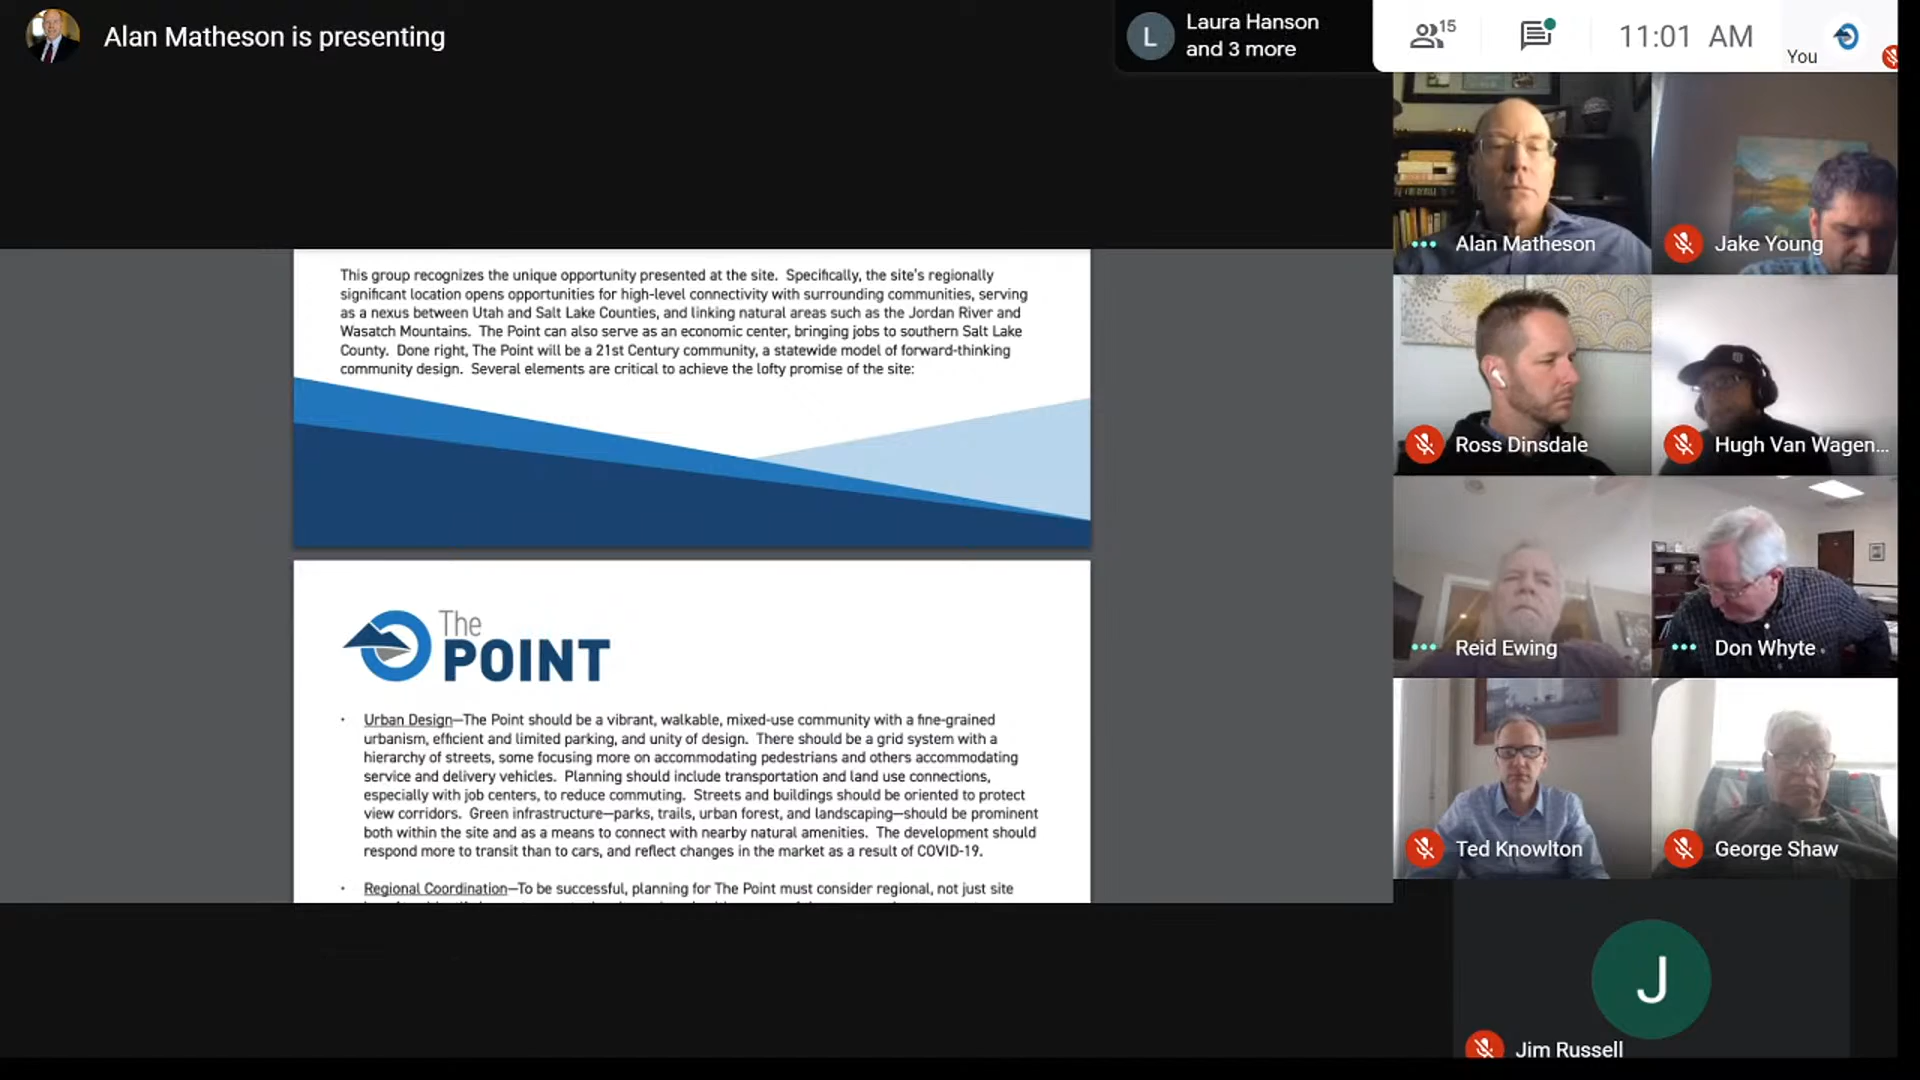 Alan Matheson is presenting
L
Laura Hanson
and 3 more
15
11:01 AM
You
This group recognizes the unique opportunity presented at the site. Specifically, the site's regionally
significant location opens opportunities for high-level connectivity with surrounding communities, serving
as a nexus between Utah and Salt Lake Counties, and linking natural areas such as the Jordan River and
Wasatch Mountains. The Point can also serve as an economic center, bringing jobs to southern Salt Lake
County. Done right, The Point will be a 21st Century community, a statewide model of forward-thinking
community design. Several elements are critical to achieve the lofty promise of the site:
The
POINT
· Urban Design—The Point should be a vibrant, walkable, mixed-use community with a fine-grained
urbanism, efficient and limited parking, and unity of design. There should be a grid system with a
hierarchy of streets, some focusing more on accommodating pedestrians and others accommodating
service and delivery vehicles. Planning should include transportation and land use connections,
especially with job centers, to reduce commuting. Streets and buildings should be oriented to protect
view corridors. Green infrastructure—parks, trails, urban forest, and landscaping—should be prominent
both within the site and as a means to connect with nearby natural amenities. The development should
respond more to transit than to cars, and reflect changes in the market as a result of COVID-19.
· Regional Coordination—To be successful, planning for The Point must consider regional, not just site
Alan Matheson
Jake Young
Ross Dinsdale
Hugh Van Wagen...
Reid Ewing
Don Whyte
Ted Knowlton
George Shaw
J
Jim Russell